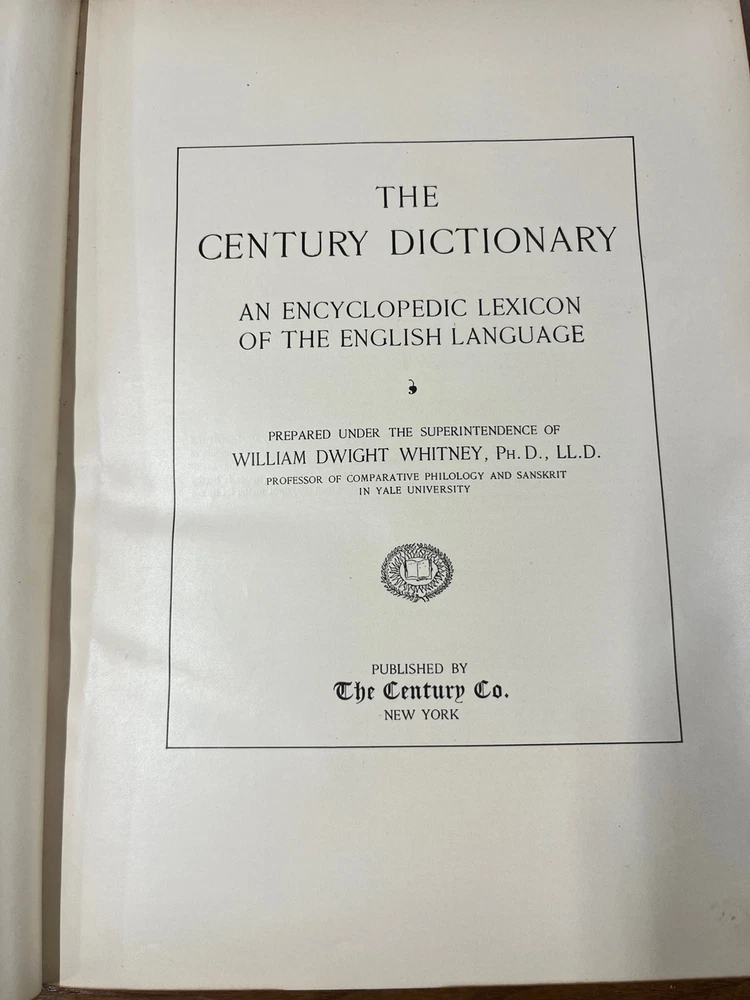 THE
CENTURY DICTIONARY
AN ENCYCLOPEDIC LEXICON
OF THE ENGLISH LANGUAGE
PREPARED UNDER THE SUPERINTENDENCE OF
WILLIAM DWIGHT WHITNEY, PH.D., LL.D.
PROFESSOR OF COMPARATIVE PHILOLOGY AND SANSKRIT
IN YALE UNIVERSITY
PUBLISHED BY
The Century Co.
NEW YORK